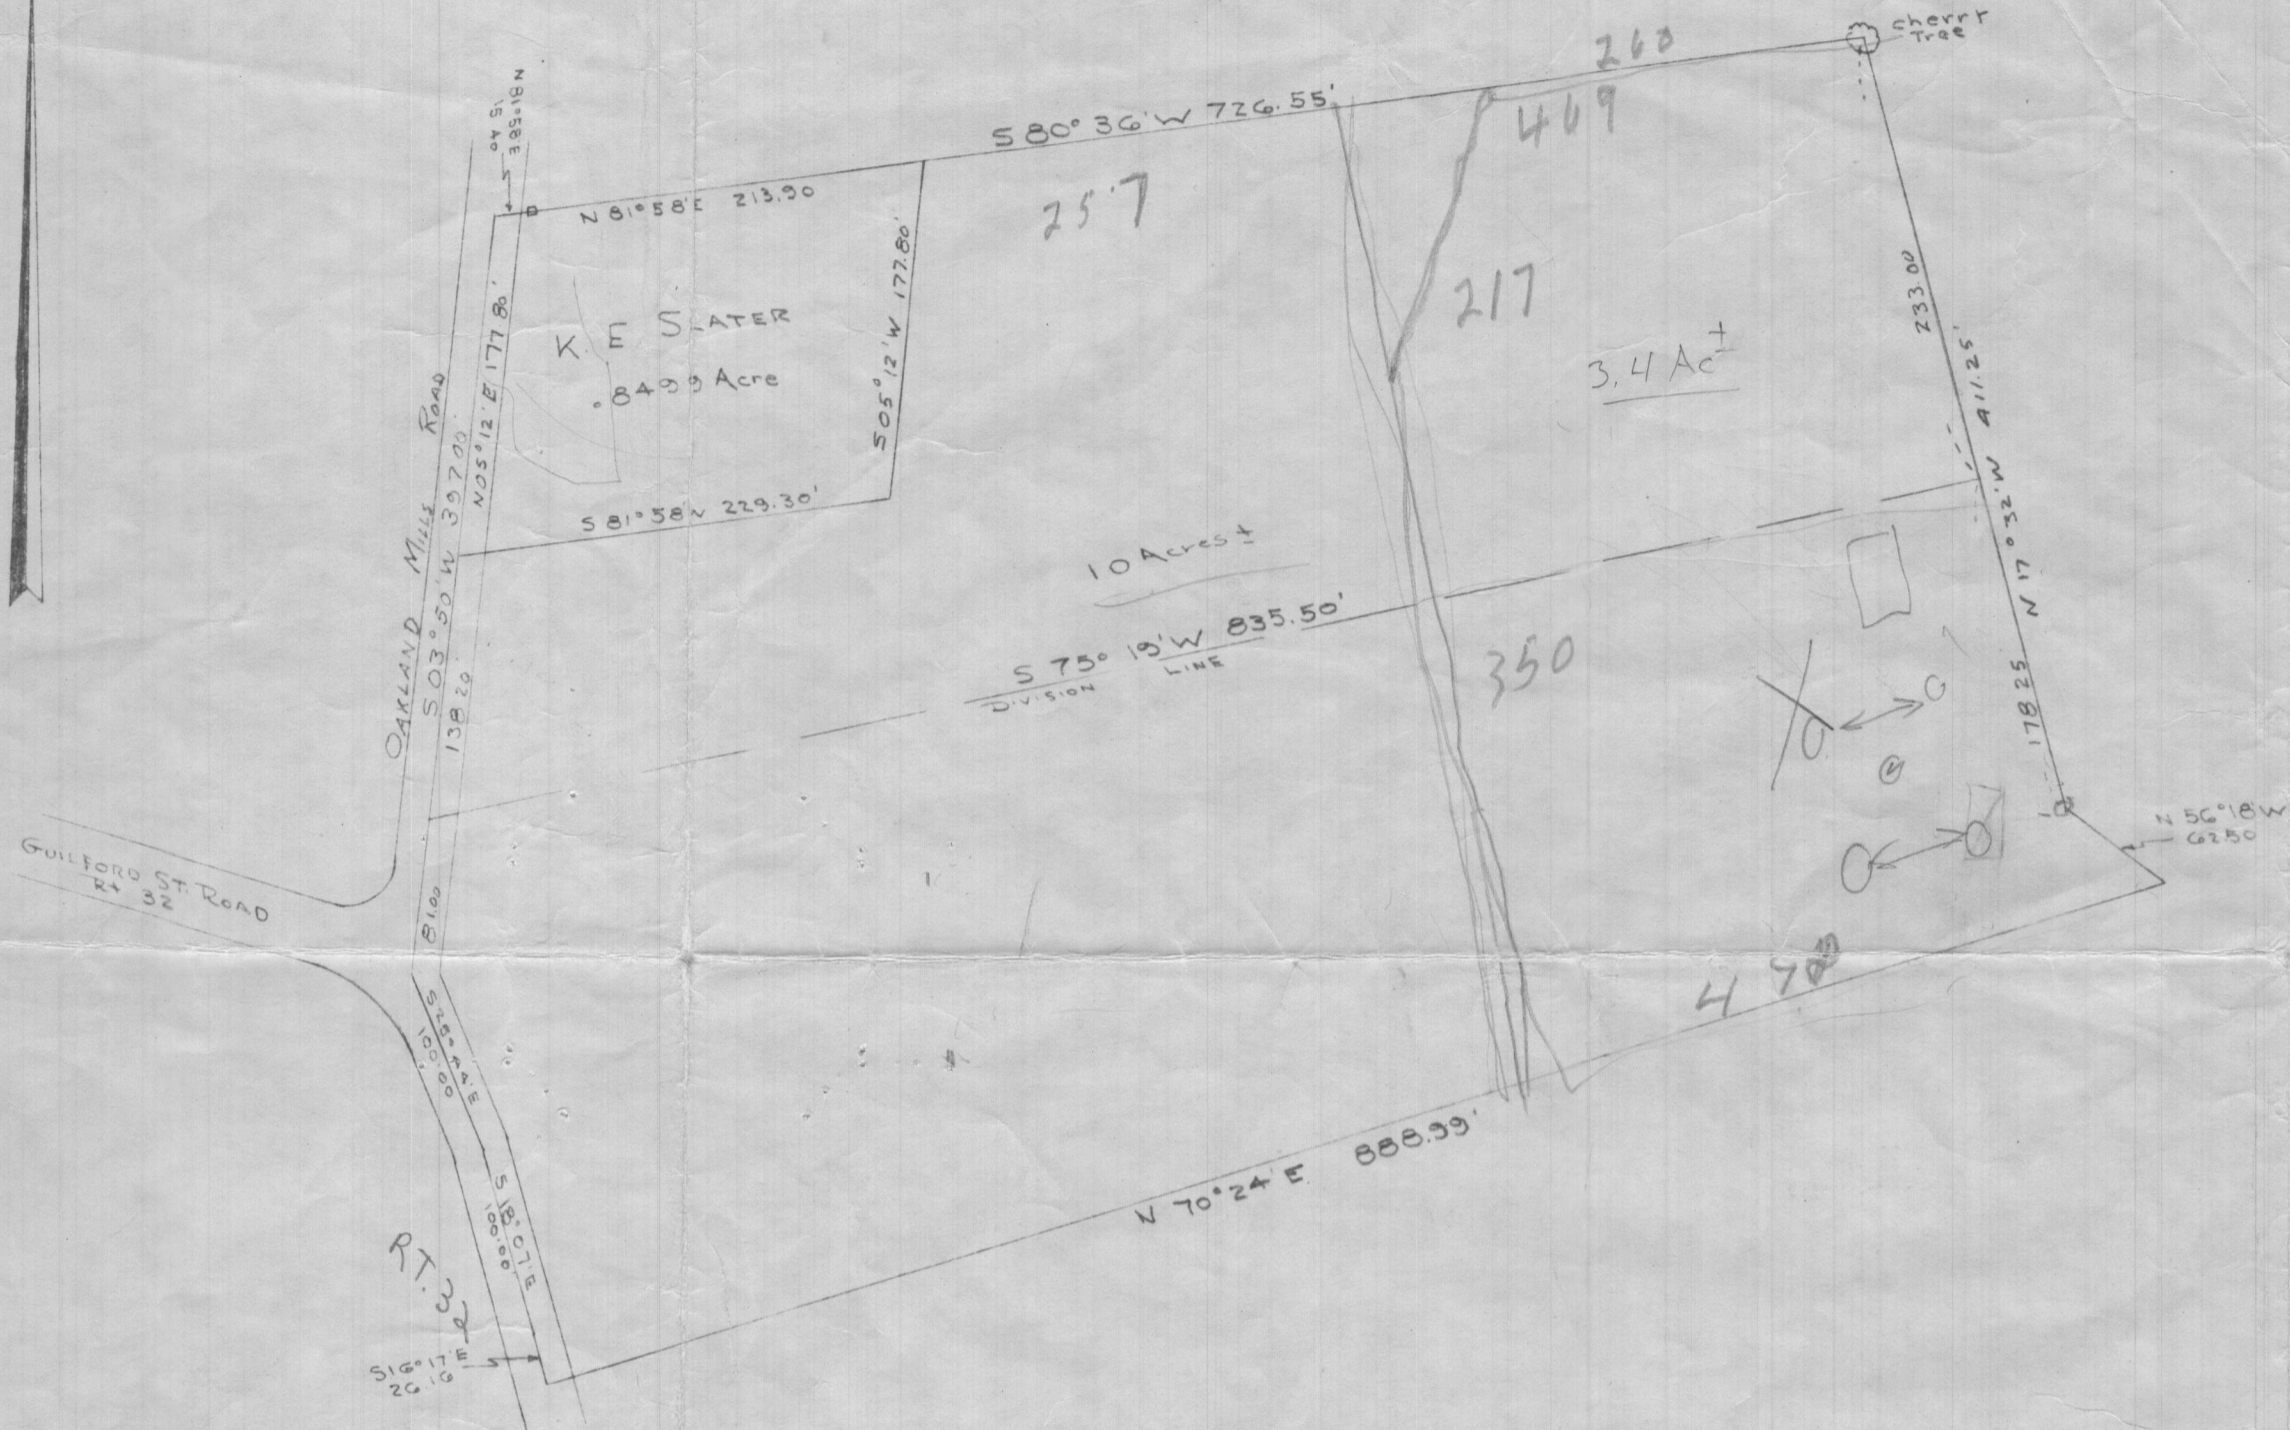 Cherry
Tree
260
N 81° 58' E
15 40
S 80° 36' W 726.55'
469
N 81° 58' E 213.90
257
K. E SLATER
.8499 Acre
S 05° 12' W 177.80'
N 05° 12' E 177 80'
S 81° 58' W 229.30'
217
3.4 Ac ±
233.00
N 17° 32' W 411.25'
178 25
OAKLAND MILLS ROAD
S 03° 50' W 397 00'
138 20'
81.00
10 Acres ±
S 75° 19' W 835.50'
DIVISION LINE
350
N 56° 18' W
62.50
GUILFORD ST. ROAD
Rt 32
S 29° 44' E
100.00'
S 18° 07' E
100.00'
S 16° 17' E
26 16
N 70° 24' E 888.99'